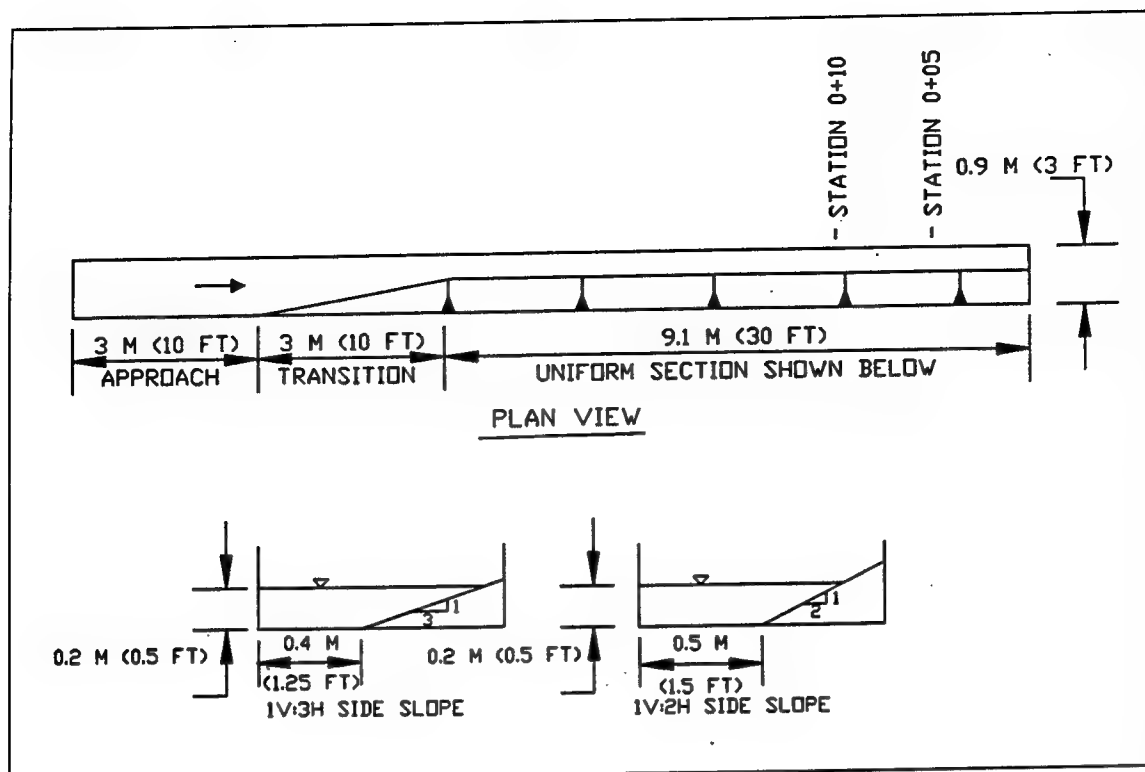 STATION 0+10
STATION 0+05
0.9 M (3 FT)
3 M (10 FT)
APPROACH
3 M (10 FT)
TRANSITION
9.1 M (30 FT)
UNIFORM SECTION SHOWN BELOW
PLAN VIEW
1
3
0.2 M (0.5 FT)
0.4 M
(1.25 FT)
1V:3H SIDE SLOPE
1
2
0.2 M (0.5 FT)
0.5 M
(1.5 FT)
1V:2H SIDE SLOPE